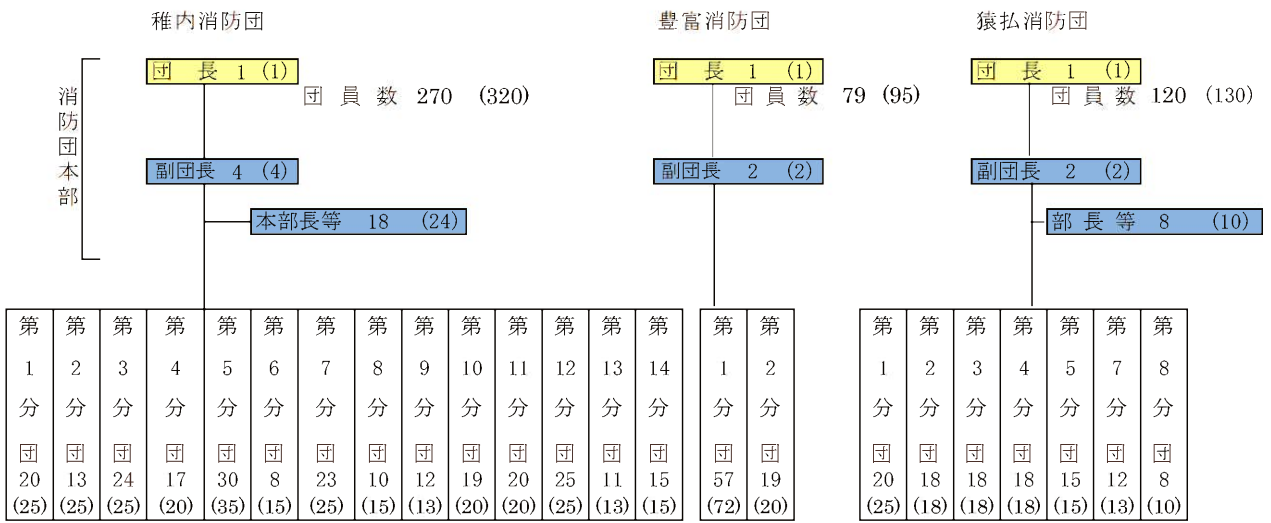 稚内消防団
豊富消防団
猿払消防団
団 長 1 (1)
団 長 1 (1)
団 長 1 (1)
団 員 数 270 (320)
団 員 数 79 (95)
団 員 数 120 (130)
消防団本部
副団長 4 (4)
副団長 2 (2)
副団長 2 (2)
本部長等 18 (24)
部 長 等 8 (10)
第1分団 20 (25)
第2分団 13 (25)
第3分団 24 (25)
第4分団 17 (20)
第5分団 30 (35)
第6分団 8 (15)
第7分団 23 (25)
第8分団 10 (15)
第9分団 12 (13)
第10分団 19 (20)
第11分団 20 (20)
第12分団 25 (25)
第13分団 11 (13)
第14分団 15 (15)
第1分団 57 (72)
第2分団 19 (20)
第1分団 20 (25)
第2分団 18 (18)
第3分団 18 (18)
第4分団 18 (18)
第5分団 15 (15)
第7分団 12 (13)
第8分団 8 (10)